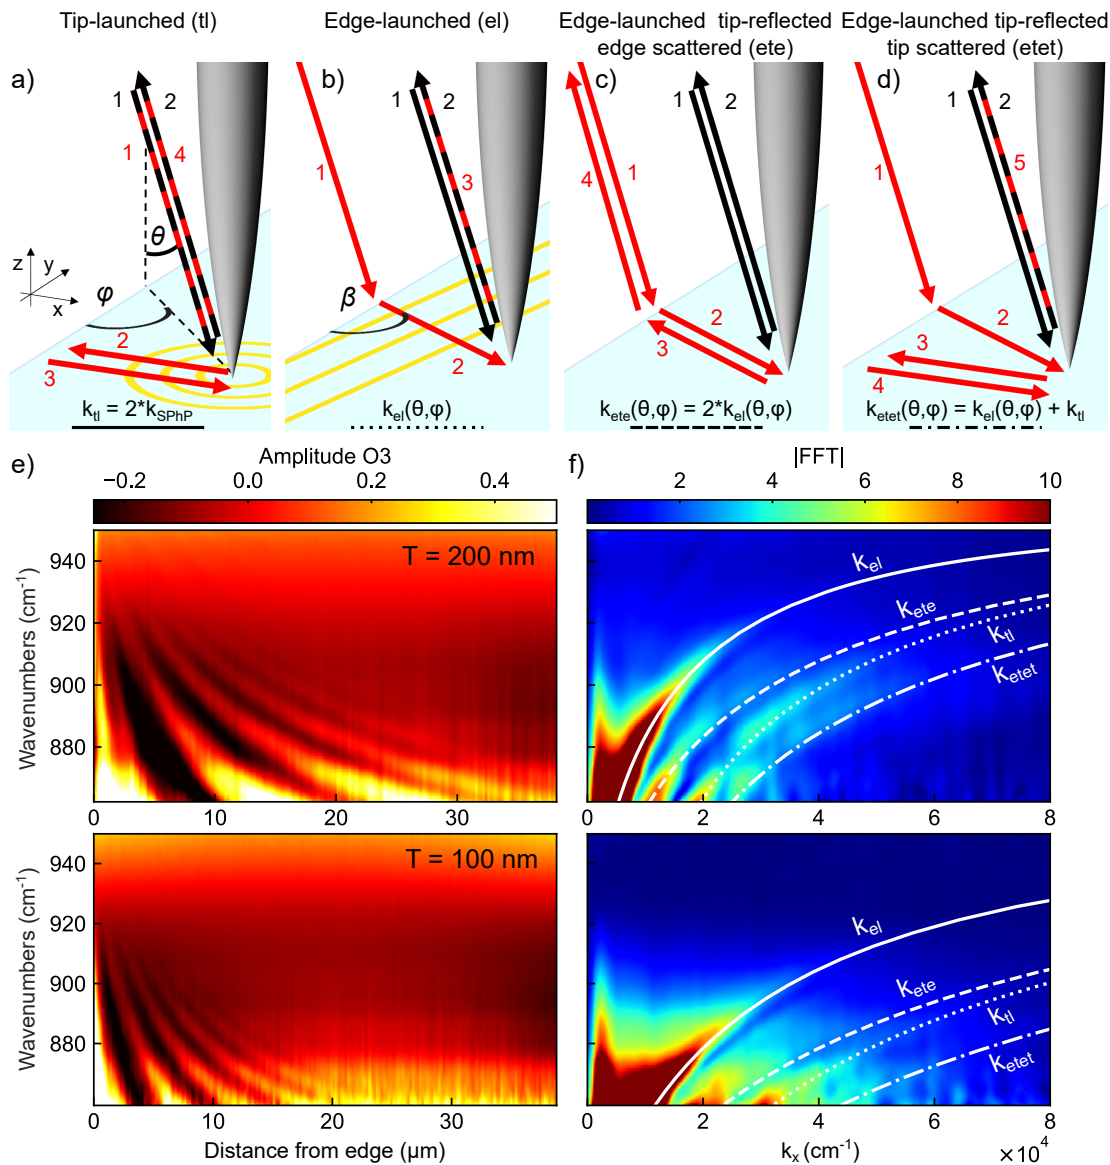 Tip-launched (tl)
Edge-launched (el)
Edge-launched tip-reflected
edge scattered (ete)
Edge-launched tip-reflected
tip scattered (etet)
a)
1
2
1
4
θ
z
y
x
φ
2
3
k_tl = 2*k_SPhP
b)
1
2
1
3
β
2
k_el(θ,φ)
c)
1
2
1
4
2
3
k_ete(θ,φ) = 2*k_el(θ,φ)
d)
1
2
1
5
2
3
4
k_etet(θ,φ) = k_el(θ,φ) + k_tl
e)
Amplitude O3
−0.2 0.0 0.2 0.4
T = 200 nm
Wavenumbers (cm⁻¹)
940
920
900
880
0 10 20 30
T = 100 nm
Wavenumbers (cm⁻¹)
940
920
900
880
0 10 20 30
Distance from edge (µm)
f)
|FFT|
2 4 6 8 10
k_el
k_ete
k_tl
k_etet
0 2 4 6 8
k_el
k_ete
k_tl
k_etet
0 2 4 6 8
k_x (cm⁻¹)
×10⁴